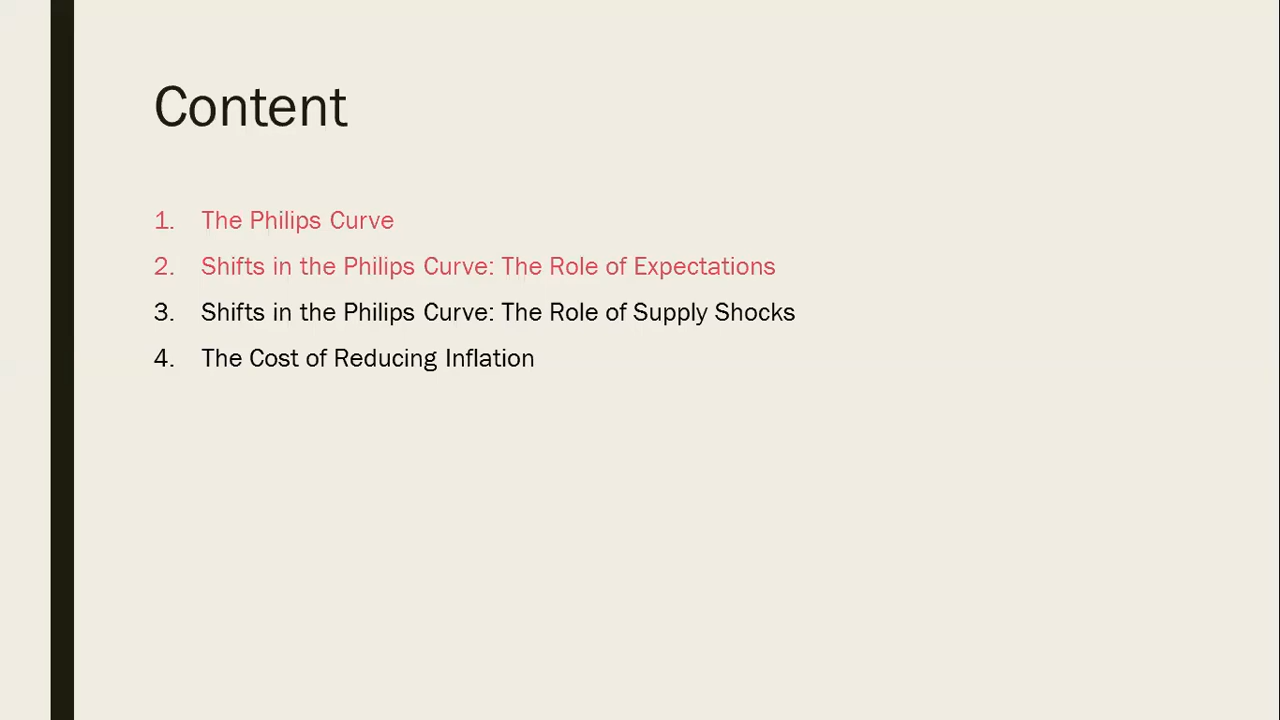 Content
1. The Philips Curve
2. Shifts in the Philips Curve: The Role of Expectations
3. Shifts in the Philips Curve: The Role of Supply Shocks
4. The Cost of Reducing Inflation